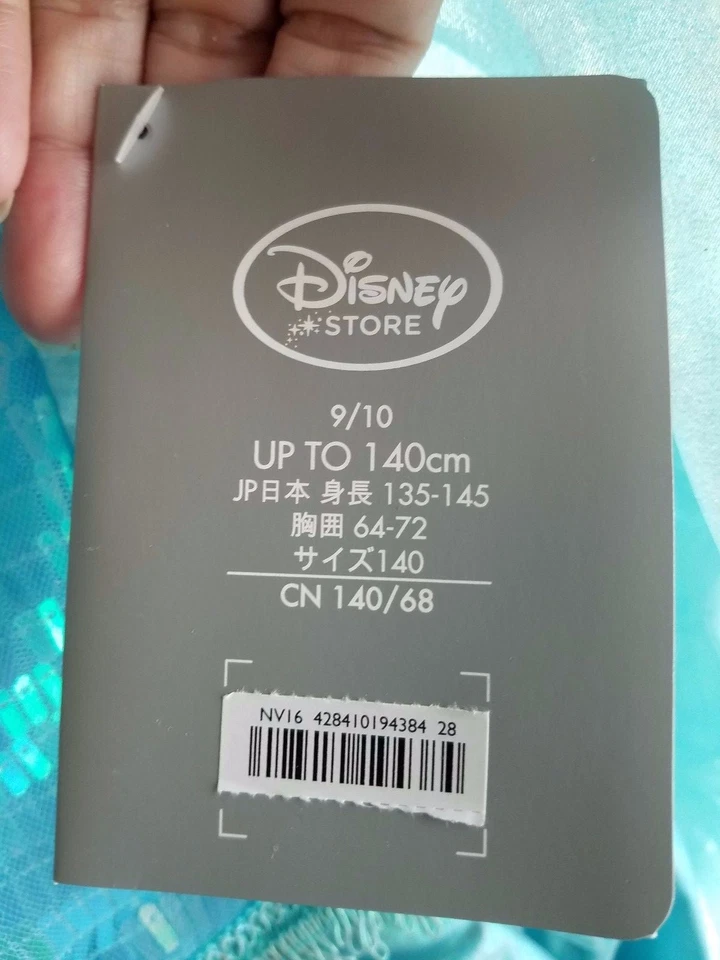 Disney
STORE
9/10
UP TO 140cm
JP日本 身長 135-145
胸囲 64-72
サイズ140
CN 140/68
NV16 428410194384 28